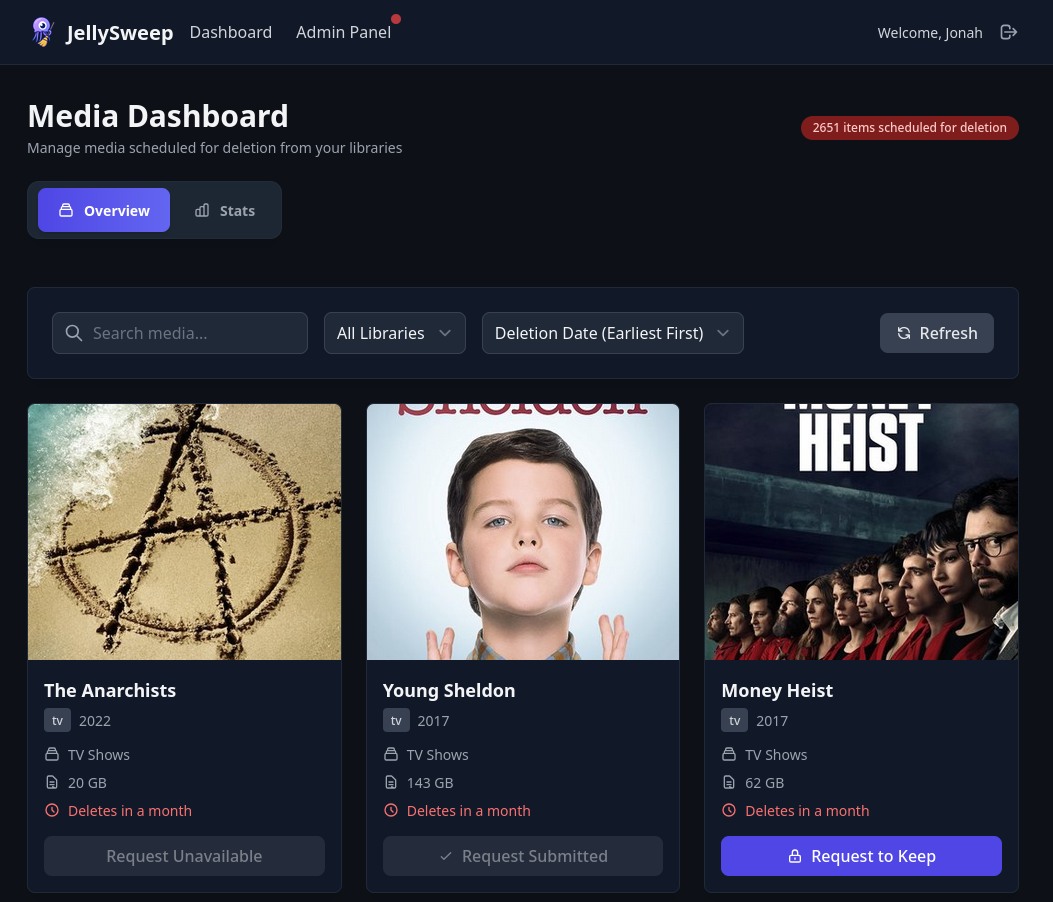 JellySweep
Dashboard
Admin Panel
Welcome, Jonah
Media Dashboard
Manage media scheduled for deletion from your libraries
2651 items scheduled for deletion
Overview
Stats
Search media...
All Libraries
Deletion Date (Earliest First)
Refresh
Sheldon
MONEY
HEIST
The Anarchists
tv 2022
TV Shows
20 GB
Deletes in a month
Request Unavailable
Young Sheldon
tv 2017
TV Shows
143 GB
Deletes in a month
Request Submitted
Money Heist
tv 2017
TV Shows
62 GB
Deletes in a month
Request to Keep